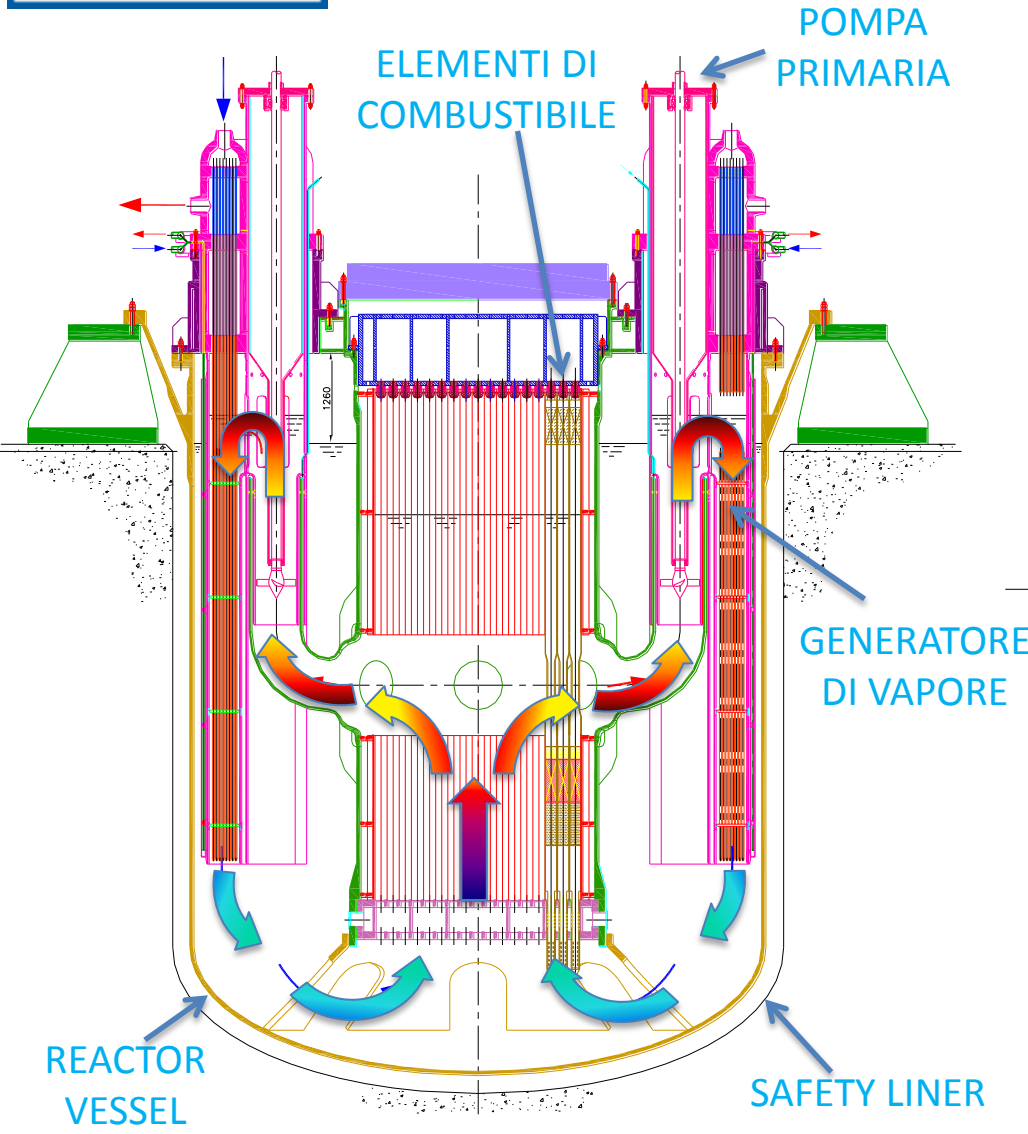 POMPA
PRIMARIA
ELEMENTI DI
COMBUSTIBILE
1260
GENERATORE
DI VAPORE
REACTOR
VESSEL
SAFETY LINER